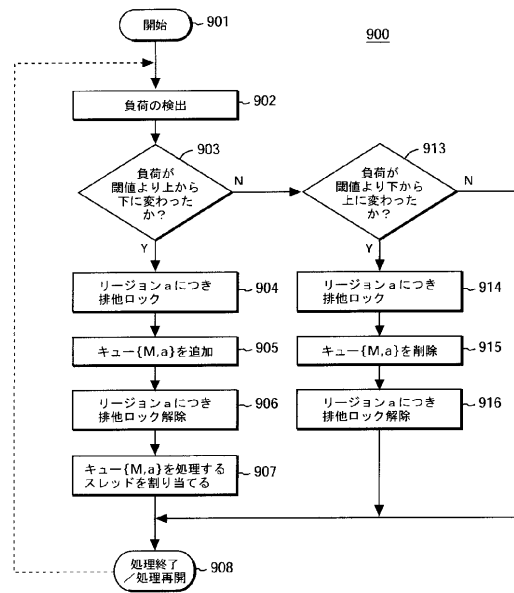 開始
901
900
負荷の検出
902
903
負荷が
閾値より上から
下に変わった
か？
N
Y
913
負荷が
閾値より下から
上に変わった
か？
N
Y
リージョンaにつき
排他ロック
904
リージョンaにつき
排他ロック
914
キュー{M,a}を追加
905
キュー{M,a}を削除
915
リージョンaにつき
排他ロック解除
906
リージョンaにつき
排他ロック解除
916
キュー{M,a}を処理する
スレッドを割り当てる
907
処理終了
／処理再開
908